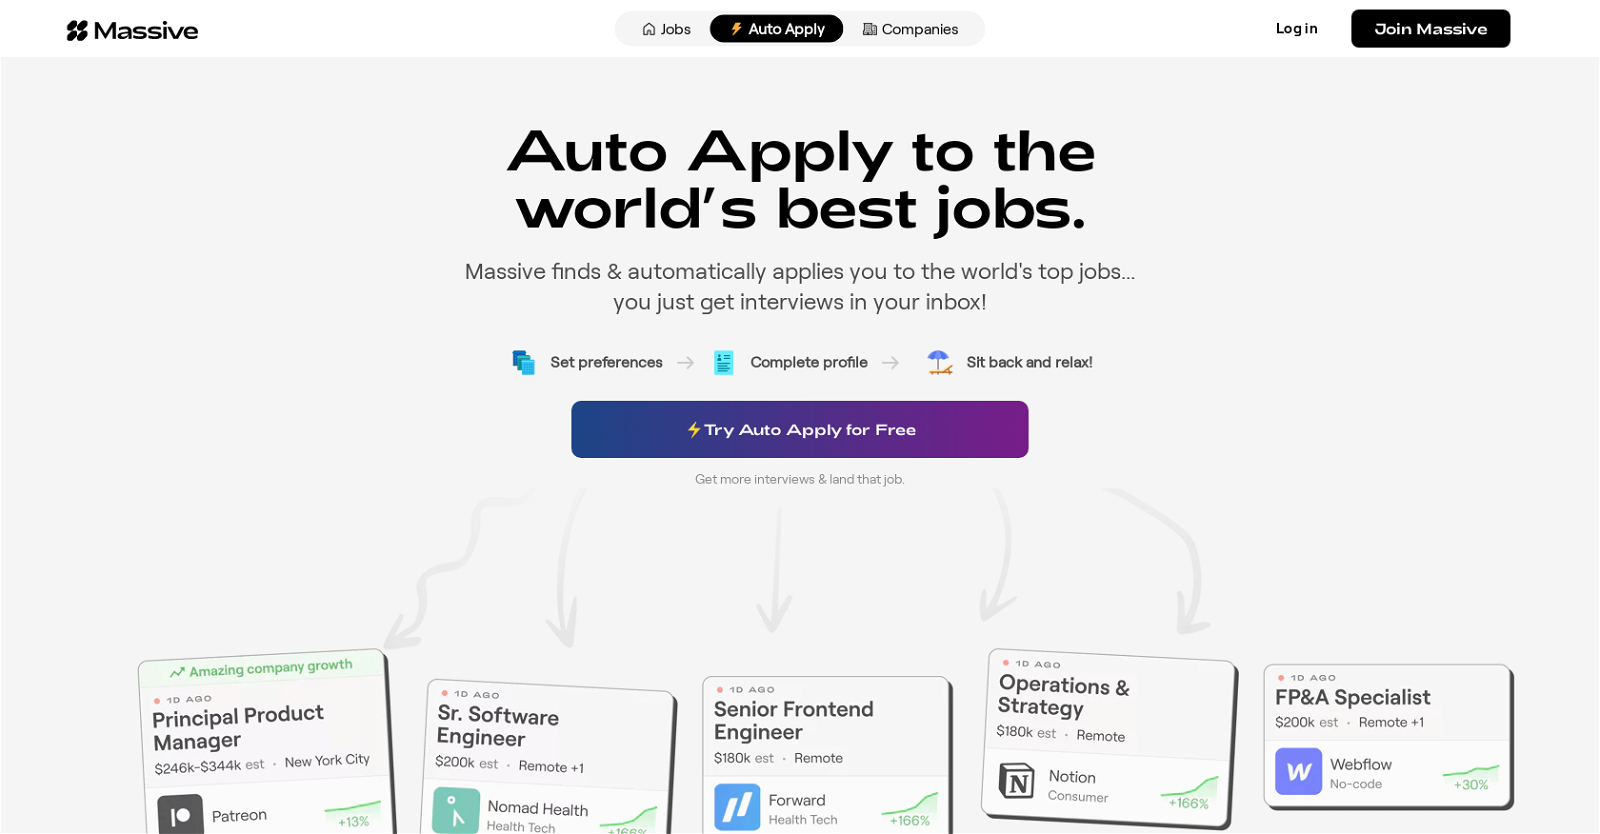 Massive
Jobs
Auto Apply
Companies
Log in
Join Massive
Auto Apply to the
world's best jobs.
Massive finds & automatically applies you to the world's top jobs...
you just get interviews in your inbox!
Set preferences
Complete profile
Sit back and relax!
Try Auto Apply for Free
Get more interviews & land that job.
Amazing company growth
1D AGO
Principal Product
Manager
$246k-$344k est · New York City
Patreon
+13%
1D AGO
Sr. Software
Engineer
$200k est · Remote +1
Nomad Health
Health Tech
+166%
1D AGO
Senior Frontend
Engineer
$180k est · Remote
Forward
Health Tech
+166%
1D AGO
Operations &
Strategy
$180k est · Remote
Notion
Consumer
+166%
1D AGO
FP&A Specialist
$200k est · Remote +1
Webflow
No-code
+30%